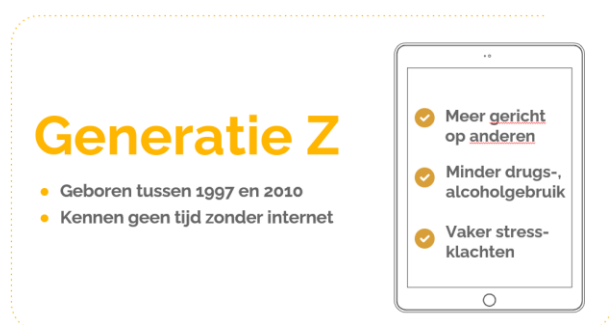 Generatie Z
Geboren tussen 1997 en 2010
Kennen geen tijd zonder internet
Meer gericht
op anderen
Minder drugs-,
alcoholgebruik
Vaker stress-
klachten